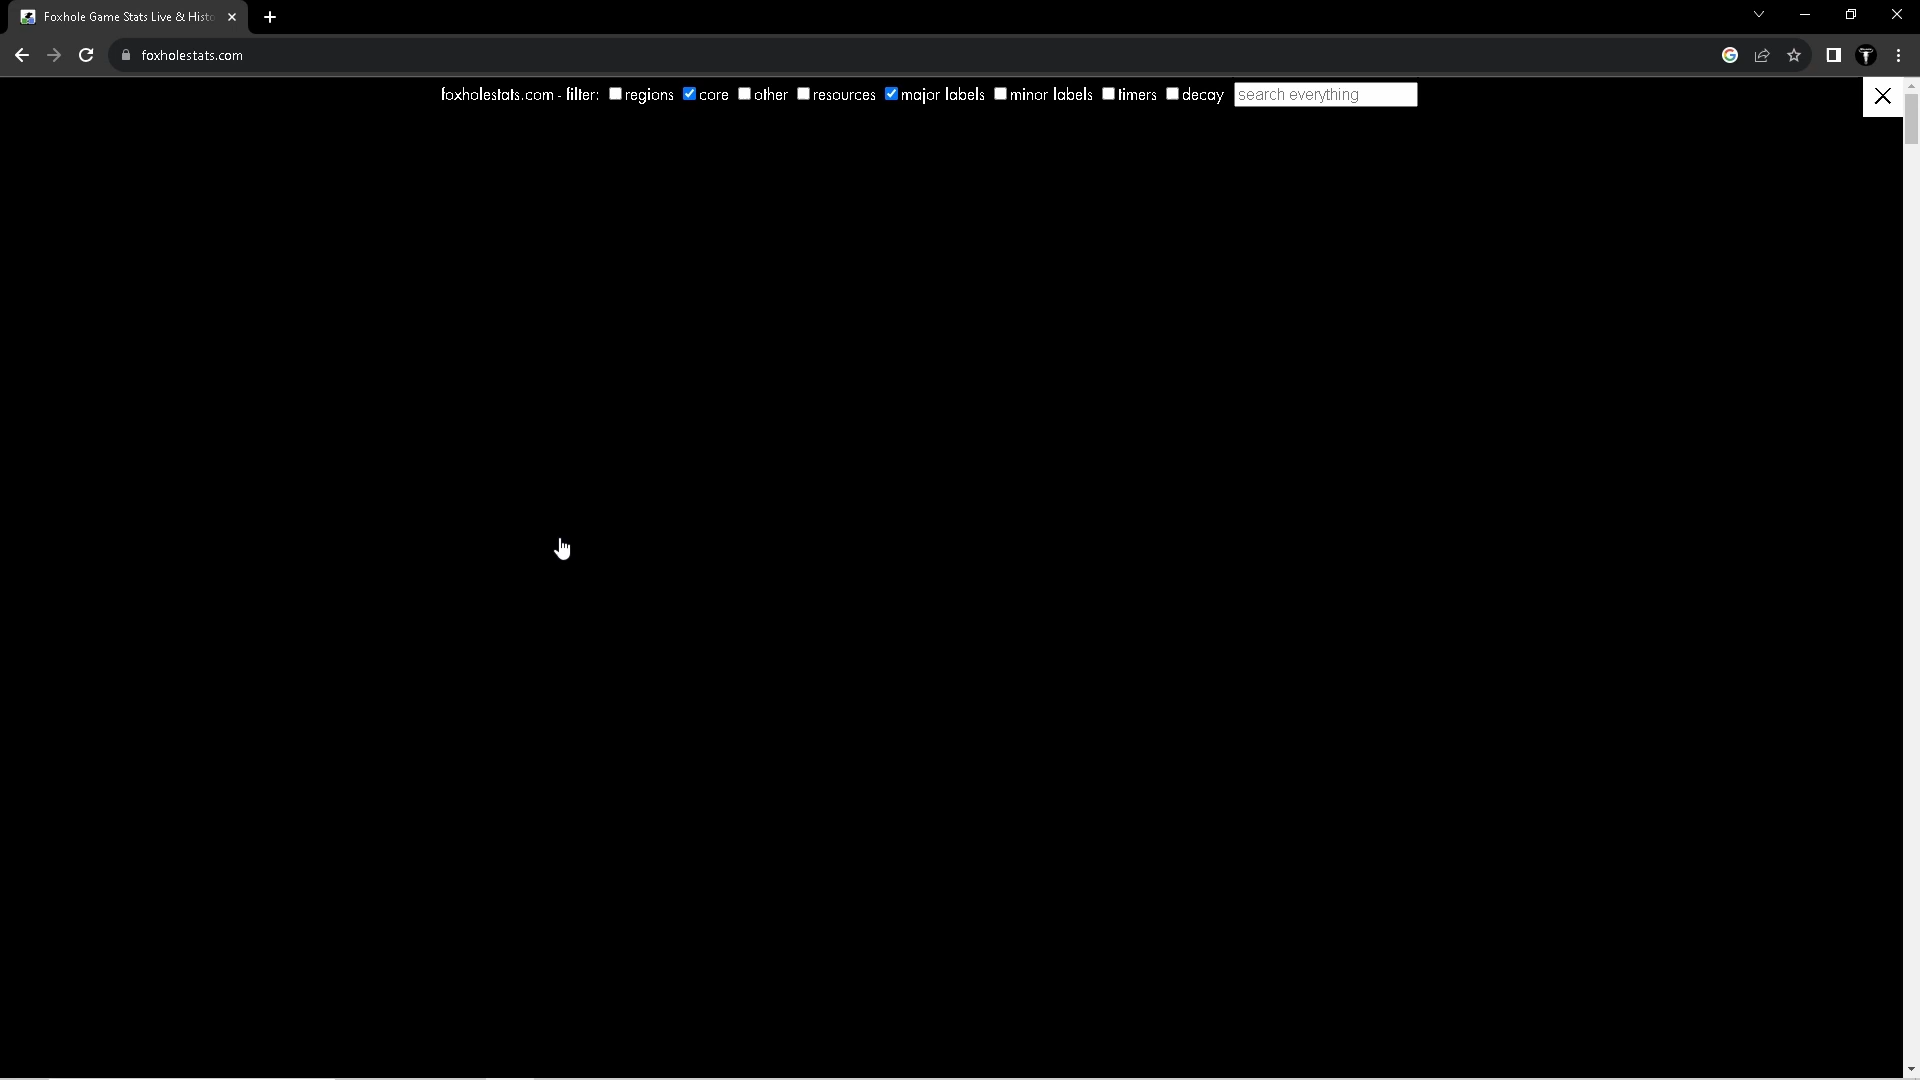 Foxhole Game Stats Live & Histo
foxholestats.com
foxholestats.com - filter: regions core other resources major labels minor labels timers decay search everything